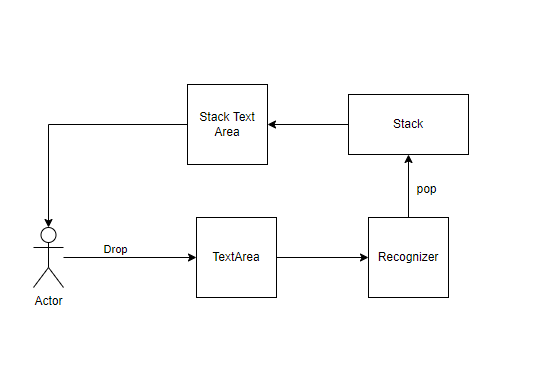 Stack Text
Area
Stack
pop
Drop
TextArea
Recognizer
Actor